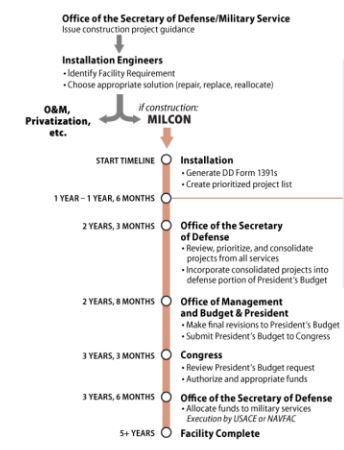 Office of the Secretary of Defense/Military Service
Issue construction project guidance
Installation Engineers
• Identify Facility Requirement
• Choose appropriate solution (repair, replace, reallocate)
O&M,
Privatization,
etc.
if construction:
MILCON
START TIMELINE
Installation
• Generate DD Form 1391s
• Create prioritized project list
1 YEAR – 1 YEAR, 6 MONTHS
2 YEARS, 3 MONTHS
Office of the Secretary
of Defense
• Review, prioritize, and consolidate
projects from all services
• Incorporate consolidated projects into
defense portion of President's Budget
2 YEARS, 8 MONTHS
Office of Management
and Budget & President
• Make final revisions to President's Budget
• Submit President's Budget to Congress
3 YEARS, 3 MONTHS
Congress
• Review President's Budget request
• Authorize and appropriate funds
3 YEARS, 6 MONTHS
Office of the Secretary of Defense
• Allocate funds to military services
Execution by USACE or NAVFAC
5+ YEARS
Facility Complete